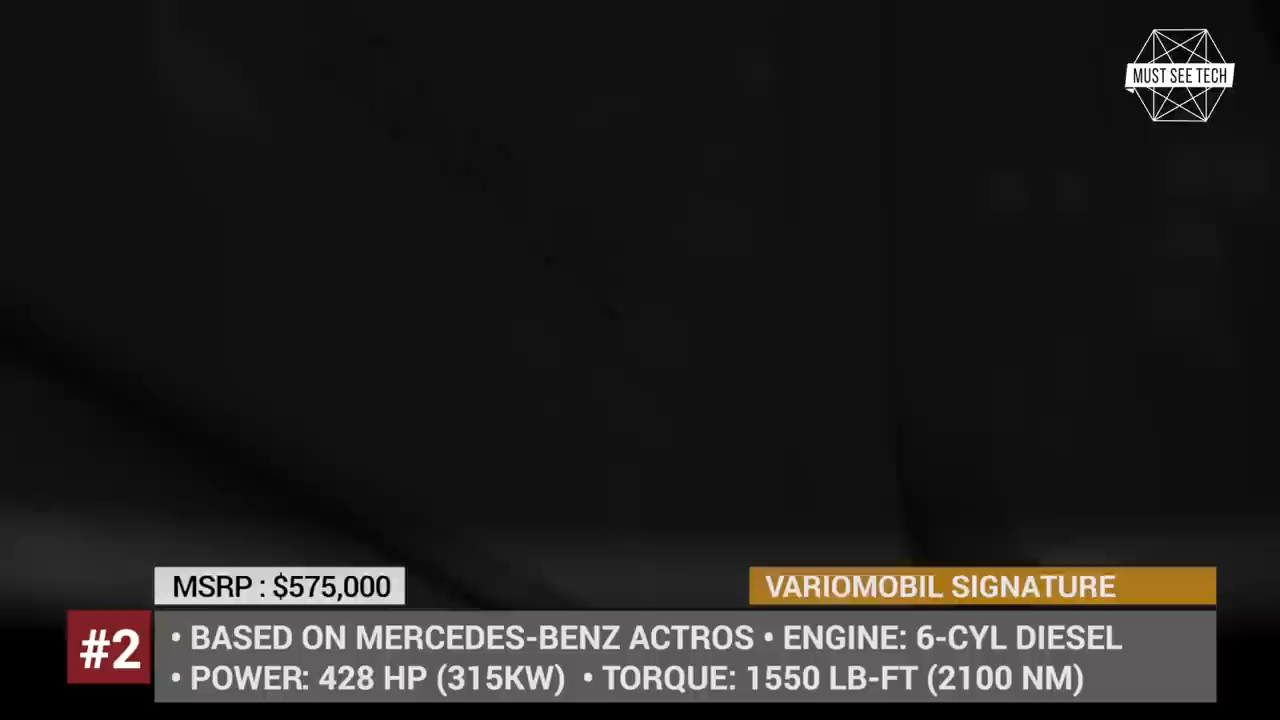 MUST SEE TECH
MSRP : $575,000
VARIOMOBIL SIGNATURE
#2
• BASED ON MERCEDES-BENZ ACTROS • ENGINE: 6-CYL DIESEL
• POWER: 428 HP (315KW) • TORQUE: 1550 LB-FT (2100 NM)